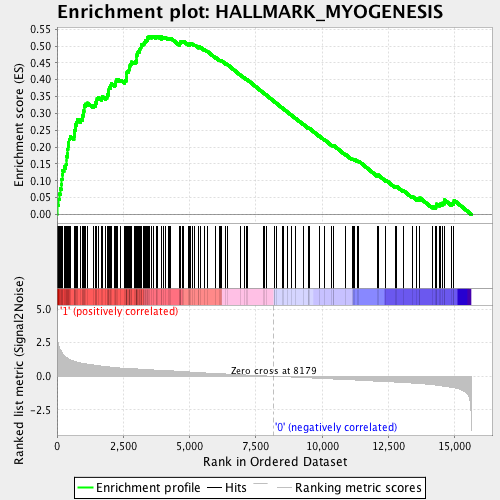 Enrichment plot: HALLMARK_MYOGENESIS
Enrichment score (ES)
0.55
0.50
0.45
0.40
0.35
0.30
0.25
0.20
0.15
0.10
0.05
0.00
Ranked list metric (Signal2Noise)
5.0
2.5
0.0
-2.5
'1' (positively correlated)
Zero cross at 8179
'0' (negatively correlated)
0
2,500
5,000
7,500
10,000
12,500
15,000
Rank in Ordered Dataset
Enrichment profile
Hits
Ranking metric scores